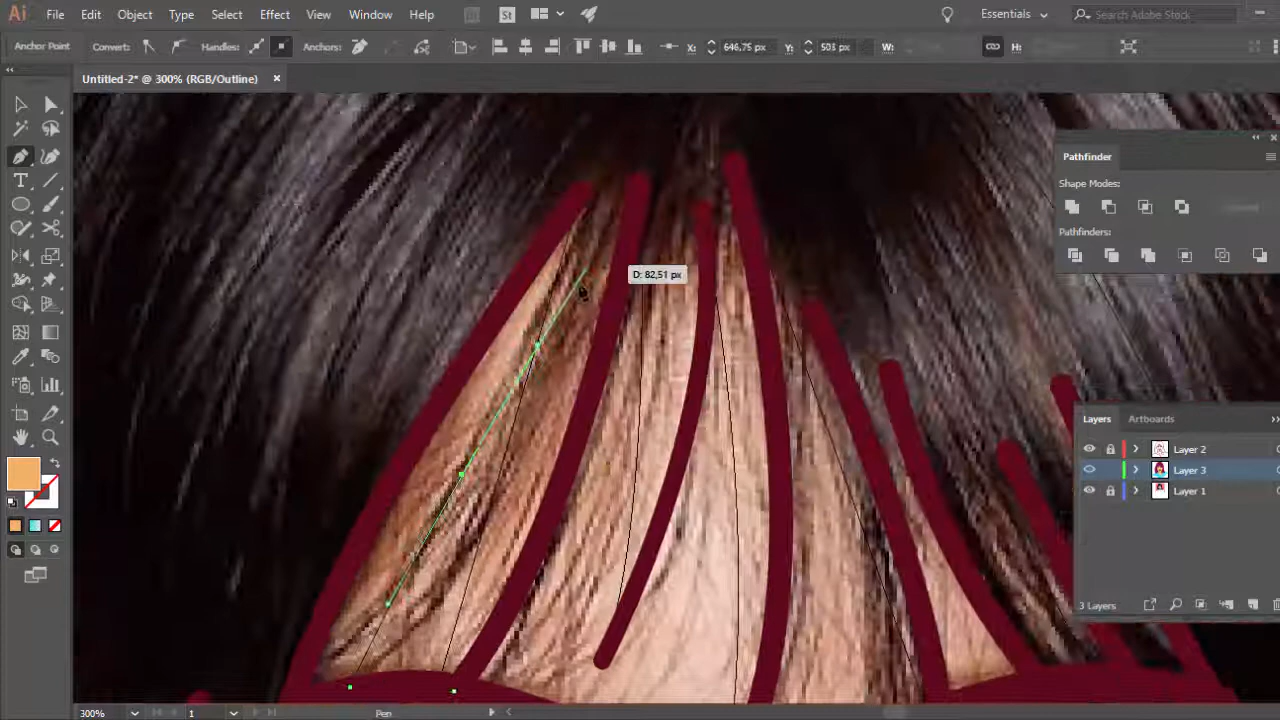 Ai File Edit Object Type Select Effect View Window Help St Essentials Search Adobe Stock
Anchor Point Convert: Handles: Anchors: X: 646,75 px Y: 503 px W: H:
Untitled-2* @ 300% (RGB/Outline) ×
Pathfinder
Shape Modes:
Pathfinders:
D: 82,51 px
Layers Artboards
Layer 2
Layer 3
Layer 1
3 Layers
300% 1 Pen